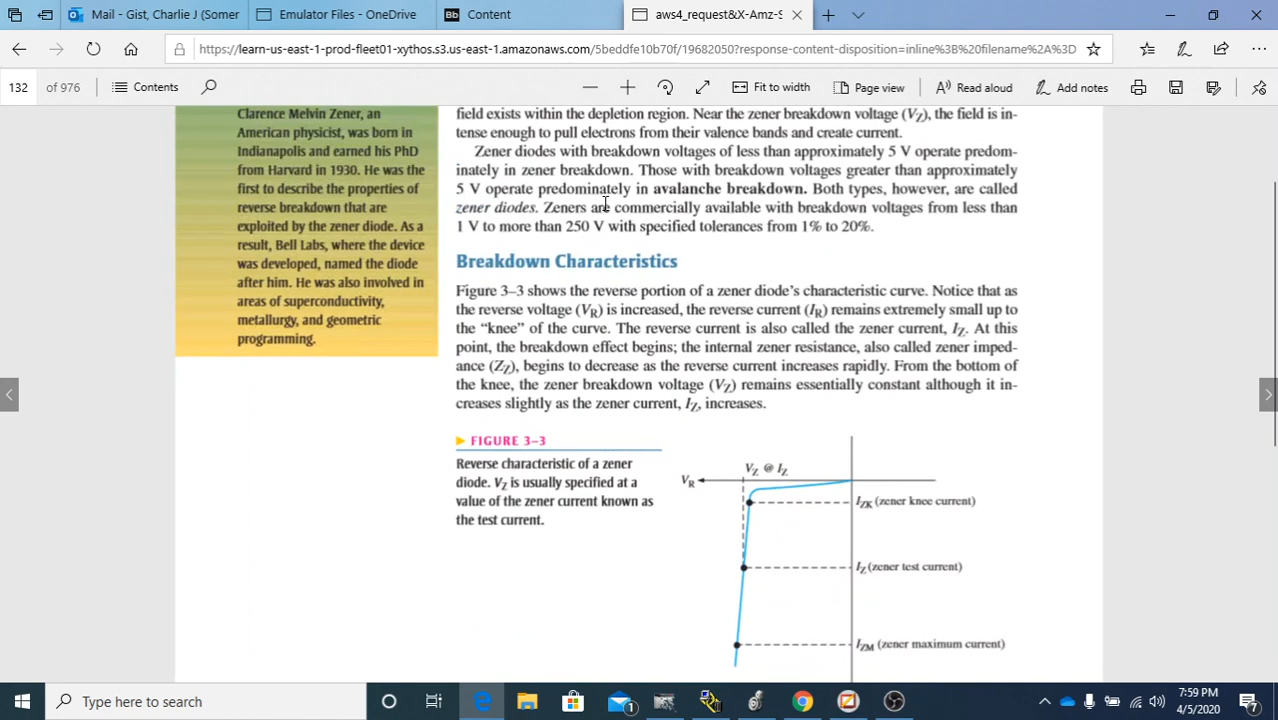 Mail - Gist, Charlie J (Somer
Emulator Files - OneDrive
Bb Content
aws4_request&X-Amz-S
https://learn-us-east-1-prod-fleet01-xythos.s3.us-east-1.amazonaws.com/5beddfe10b70f/19682050?response-content-disposition=inline%3B%20filename%2A%3D
132 of 976
Contents
Fit to width
Page view
Read aloud
Add notes
Clarence Melvin Zener, an
American physicist, was born in
Indianapolis and earned his PhD
from Harvard in 1930. He was the
first to describe the properties of
reverse breakdown that are
exploited by the zener diode. As a
result, Bell Labs, where the device
was developed, named the diode
after him. He was also involved in
areas of superconductivity,
metallurgy, and geometric
programming.
field exists within the depletion region. Near the zener breakdown voltage (VZ), the field is in-
tense enough to pull electrons from their valence bands and create current.
Zener diodes with breakdown voltages of less than approximately 5 V operate predom-
inately in zener breakdown. Those with breakdown voltages greater than approximately
5 V operate predominately in avalanche breakdown. Both types, however, are called
zener diodes. Zeners are commercially available with breakdown voltages from less than
1 V to more than 250 V with specified tolerances from 1% to 20%.
Breakdown Characteristics
Figure 3–3 shows the reverse portion of a zener diode's characteristic curve. Notice that as
the reverse voltage (VR) is increased, the reverse current (IR) remains extremely small up to
the "knee" of the curve. The reverse current is also called the zener current, IZ. At this
point, the breakdown effect begins; the internal zener resistance, also called zener imped-
ance (ZZ), begins to decrease as the reverse current increases rapidly. From the bottom of
the knee, the zener breakdown voltage (VZ) remains essentially constant although it in-
creases slightly as the zener current, IZ, increases.
FIGURE 3–3
Reverse characteristic of a zener
diode. VZ is usually specified at a
value of the zener current known as
the test current.
VZ @ IZ
VR
IZK (zener knee current)
IZ (zener test current)
IZM (zener maximum current)
Type here to search
1
7:59 PM
4/5/2020
7